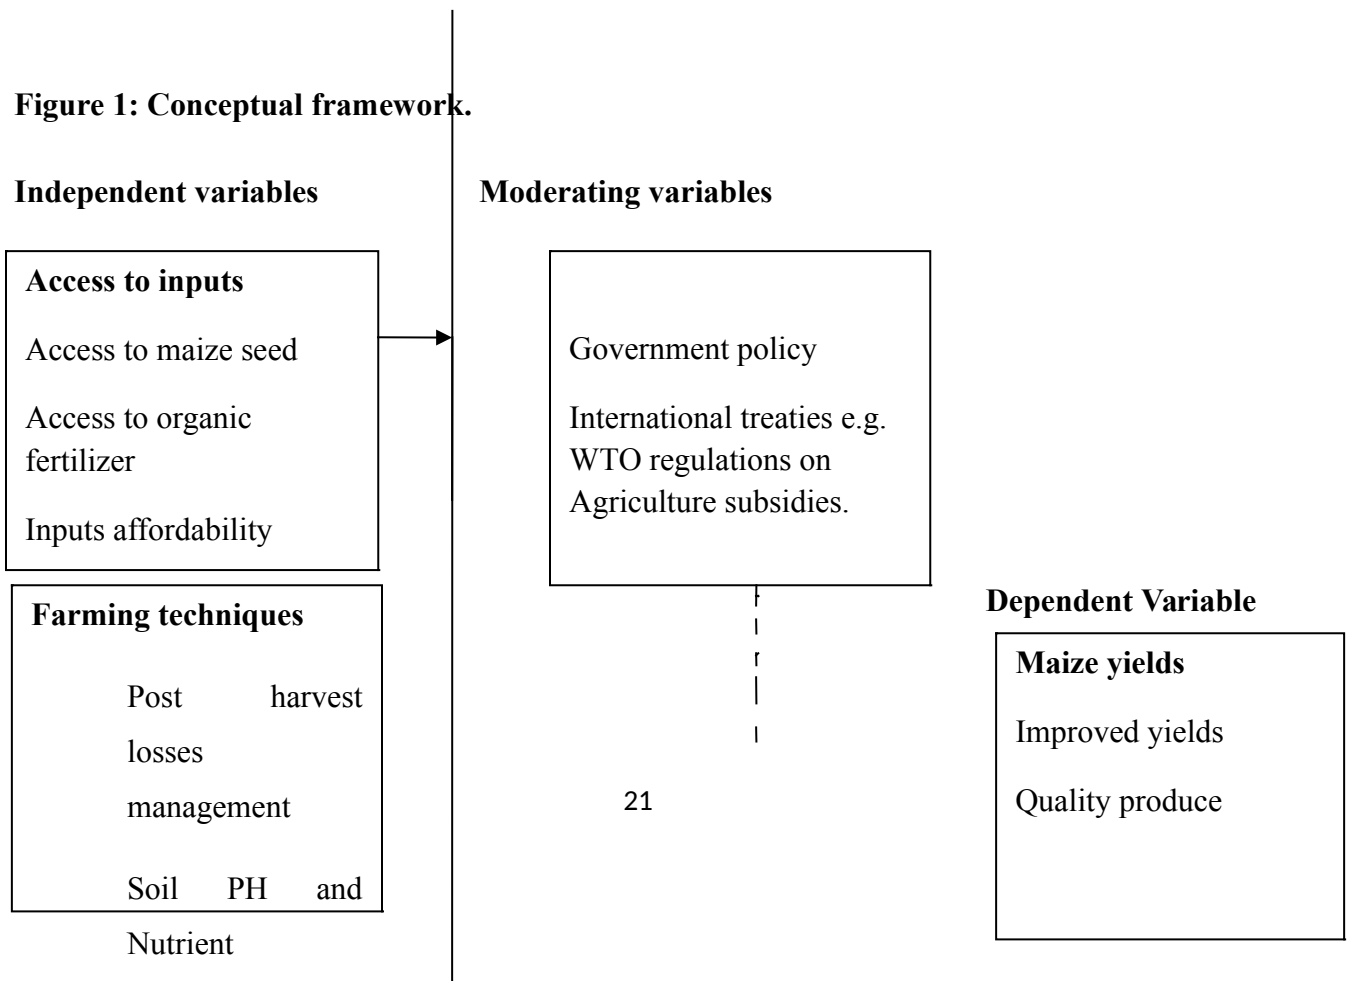 Figure 1: Conceptual framework.
Independent variables
Moderating variables
Access to inputs
Access to maize seed
Access to organic
fertilizer
Inputs affordability
Government policy
International treaties e.g.
WTO regulations on
Agriculture subsidies.
Farming techniques
Post harvest
losses
management
Soil PH and
Nutrient
Dependent Variable
Maize yields
Improved yields
Quality produce
21